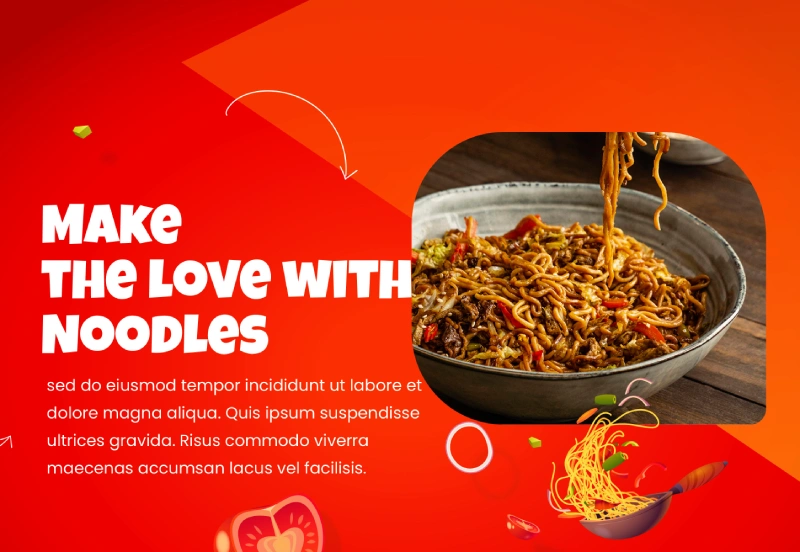 Make
the love with
noodles
sed do eiusmod tempor incididunt ut labore et
dolore magna aliqua. Quis ipsum suspendisse
ultrices gravida. Risus commodo viverra
maecenas accumsan lacus vel facilisis.